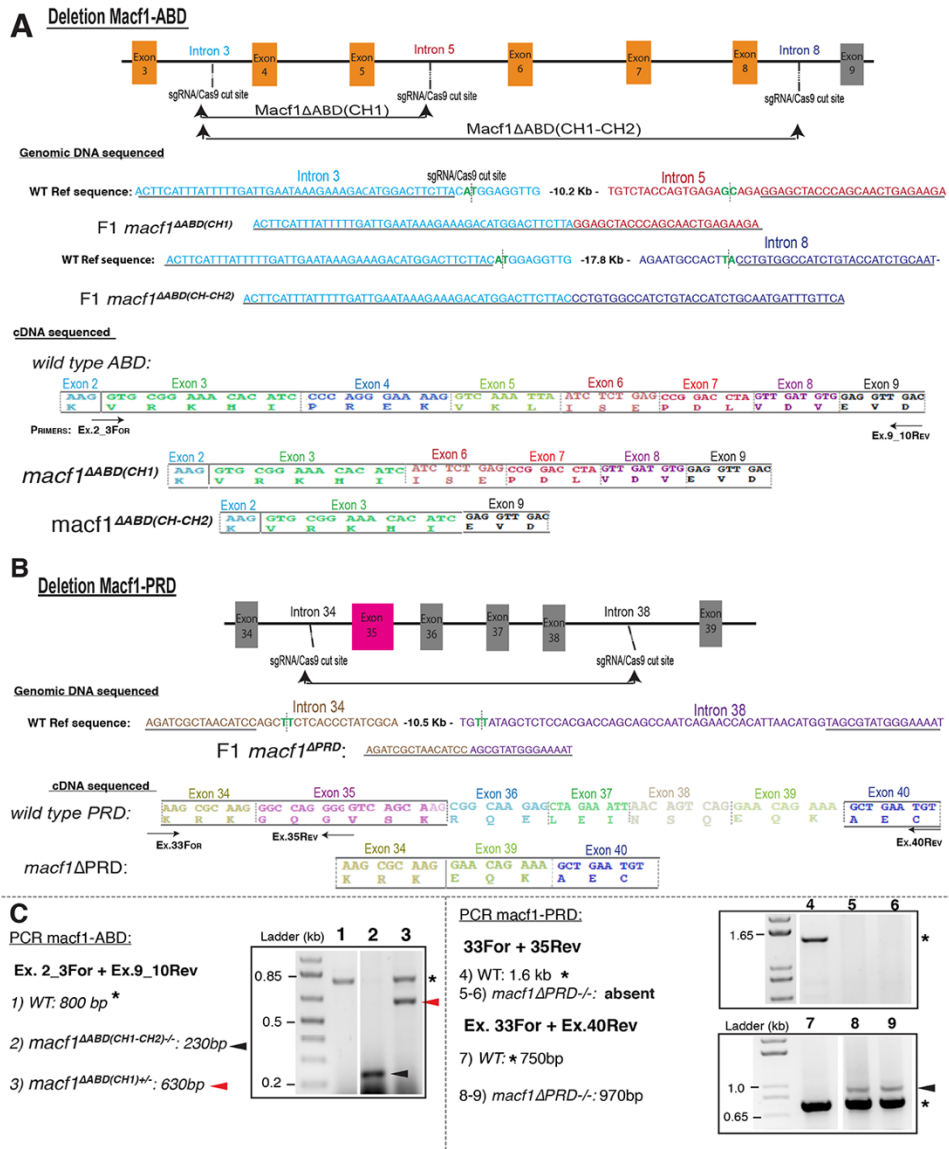 A Deletion Macf1-ABD
Intron 3 Intron 5 Intron 8
Exon 3 Exon 4 Exon 5 Exon 6 Exon 7 Exon 8 Exon 9
sgRNA/Cas9 cut site sgRNA/Cas9 cut site sgRNA/Cas9 cut site
Macf1ΔABD(CH1)
Macf1ΔABD(CH1-CH2)
Genomic DNA sequenced
Intron 3 sgRNA/Cas9 cut site Intron 5
WT Ref sequence: ACTTCATTTATTTTTGATTGAATAAAGAAAGACATGGACTTCTTACATGGAGGTTG -10.2 Kb - TGTCTACCAGTGAGAGCAGAGGAGCTACCCAGCAACTGAGAAGA
F1 macf1ΔABD(CH1) ACTTCATTTATTTTTGATTGAATAAAGAAAGACATGGACTTCTTAGGAGCTACCCAGCAACTGAGAAGA
Intron 8
WT Ref sequence: ACTTCATTTATTTTTGATTGAATAAAGAAAGACATGGACTTCTTACATGGAGGTTG -17.8 Kb - AGAATGCCACTTTACCTGTGGCCATCTGTACCATCTGCAAT-
F1 macf1ΔABD(CH-CH2) ACTTCATTTATTTTTGATTGAATAAAGAAAGACATGGACTTCTTACCCTGTGGCCATCTGTACCATCTGCAATGATTTGTTCA
cDNA sequenced
wild type ABD:
Exon 2 Exon 3 Exon 4 Exon 5 Exon 6 Exon 7 Exon 8 Exon 9
AAG GTG CGG AAA CAC ATC CCC AGG GAA AAG GTC AAA TTA ATC TCT GAG CCG GAC CTA GTT GAT GTG GAG GTT GAC
K V R K H I P R E K V K L I S E P D L V D V E V D
PRIMERS: Ex.2_3FOR Ex.9_10REV
Exon 2 Exon 3 Exon 6 Exon 7 Exon 8 Exon 9
macf1ΔABD(CH1) AAG GTG CGG AAA CAC ATC ATC TCT GAG CCG GAC CTA GTT GAT GTG GAG GTT GAC
K V R K H I I S E P D L V D V E V D
Exon 2 Exon 3 Exon 9
macf1ΔABD(CH-CH2) AAG GTG CGG AAA CAC ATC GAG GTT GAC
K V R K H I E V D
B Deletion Macf1-PRD
Intron 34 Intron 38
Exon 34 Exon 35 Exon 36 Exon 37 Exon 38 Exon 39
sgRNA/Cas9 cut site sgRNA/Cas9 cut site
Genomic DNA sequenced
Intron 34 Intron 38
WT Ref sequence: AGATCGCTAACATCCAGCTTCTCACCCTATCGCA -10.5 Kb - TGTTATAGCTCTCCACGACCAGCAGCCAATCAGAACCACATTAACATGGTAGCGTATGGGAAAAT
F1 macf1ΔPRD: AGATCGCTAACATCC AGCGTATGGGAAAAT
cDNA sequenced
Exon 34 Exon 35 Exon 36 Exon 37 Exon 38 Exon 39 Exon 40
wild type PRD: AAG CGC AAG GGC CAG GGG GTC AGC AAG CGG CAA GAG CTA GAA ATT AAC AGT CAG GAA CAG AAA GCT GAA TGT
K R K G Q G V S K R Q E L E I N S Q E Q K A E C
Ex.33FOR Ex.35REV Ex.40REV
Exon 34 Exon 39 Exon 40
macf1ΔPRD: AAG CGC AAG GAA CAG AAA GCT GAA TGT
K R K E Q K A E C
C
PCR macf1-ABD:
Ex. 2_3For + Ex.9_10Rev
1) WT: 800 bp *
2) macf1ΔABD(CH1-CH2)-/-: 230bp
3) macf1ΔABD(CH1)+/-: 630bp
Ladder (kb) 1 2 3
0.85 *
0.5
0.2
PCR macf1-PRD:
33For + 35Rev
4) WT: 1.6 kb *
5-6) macf1ΔPRD-/-: absent
Ex. 33For + Ex.40Rev
7) WT: * 750bp
8-9) macf1ΔPRD-/-: 970bp
4 5 6
1.65 *
Ladder (kb) 7 8 9
1.0
0.65 *